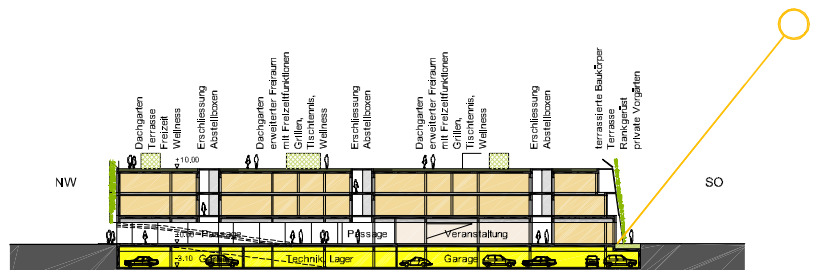 Dachgarten
Terrasse
Freizeit
Wellness
Erschliessung
Abstellboxen
Dachgarten
erweiterter Freiraum
mit Freizeitfunktionen
Grillen,
Tischtennis,
Wellness
Erschliessung
Abstellboxen
Dachgarten
erweiterter Freiraum
mit Freizeitfunktionen
Grillen,
Tischtennis,
Wellness
Erschliessung
Abstellboxen
terrassierte Baukörper
Terrasse
Rankgerüst
private Vorgärten
+10,00
NW
SO
±0.00 Passage
Passage
Veranstaltung
-3.10
Technik, Lager
Garage